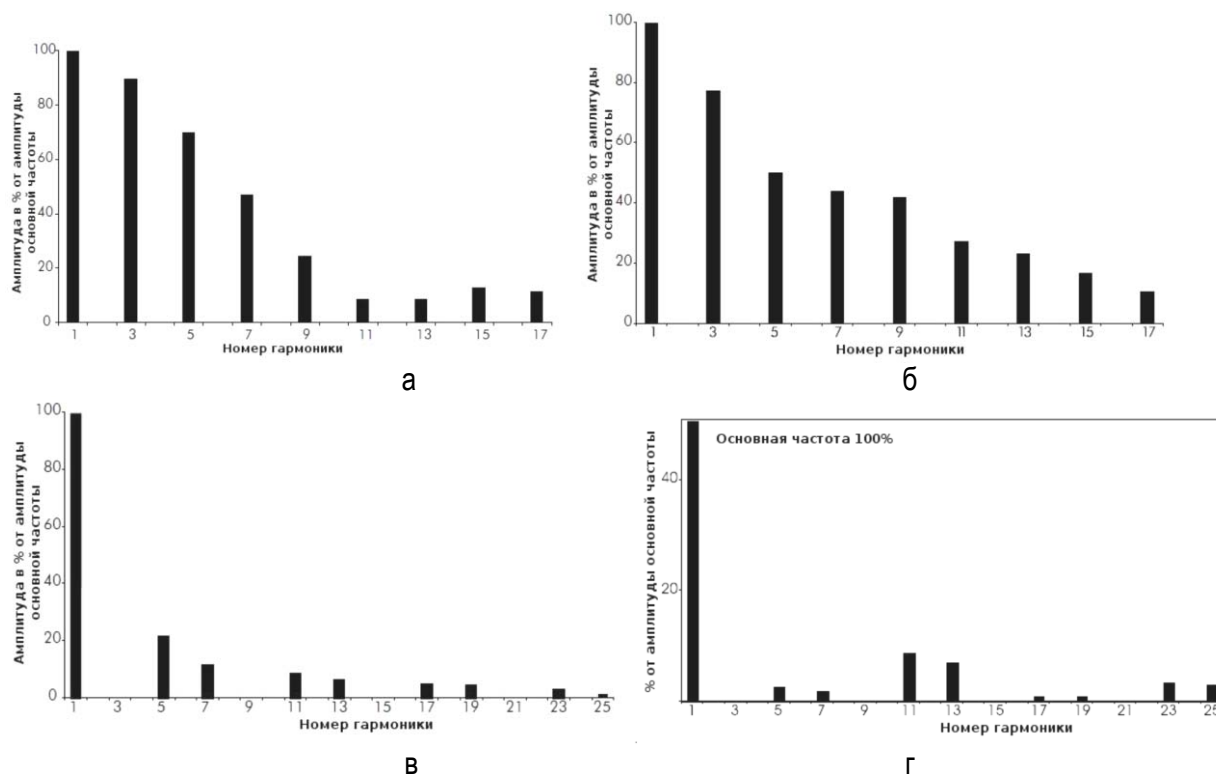 Амплитуда в % от амплитуды
основной частоты
100
80
60
40
20
0
1 3 5 7 9 11 13 15 17
Номер гармоники
а
Амплитуда в % от амплитуды
основной частоты
100
80
60
40
20
0
1 3 5 7 9 11 13 15 17
Номер гармоники
б
Амплитуда в % от амплитуды
основной частоты
100
80
60
40
20
0
1 3 5 7 9 11 13 15 17 19 21 23 25
Номер гармоники
в
% от амплитуды основной частоты
Основная частота 100%
40
20
1 3 5 7 9 11 13 15 17 19 21 23 25
Номер гармоники
г